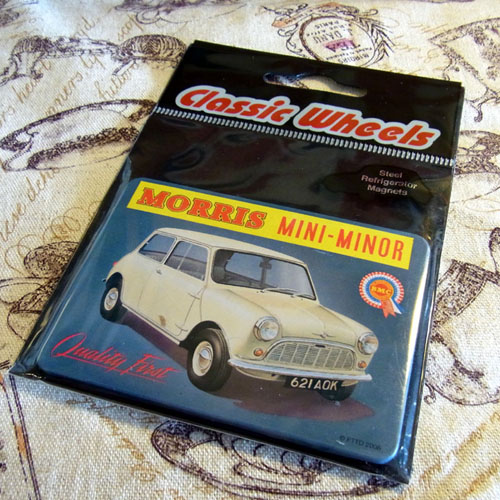 Classic Wheels
Steel
Refrigerator
Magnets
MORRIS MINI-MINOR
BMC
Quality First
621 AOK